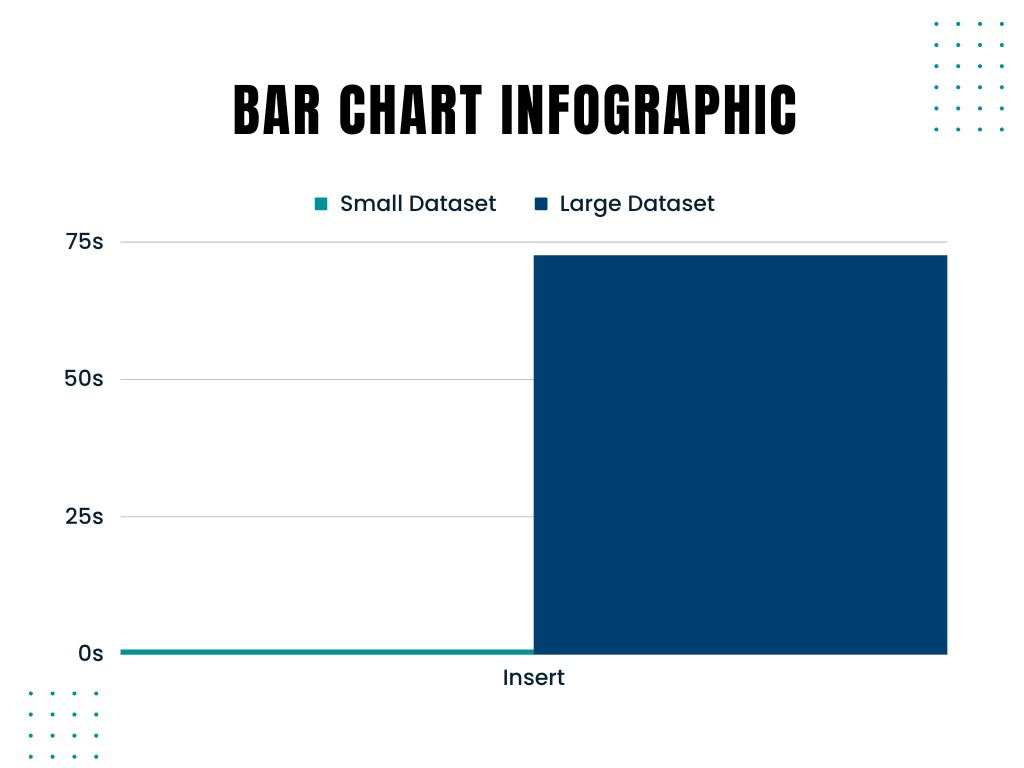 BAR CHART INFOGRAPHIC
Small Dataset Large Dataset
75s
50s
25s
0s
Insert